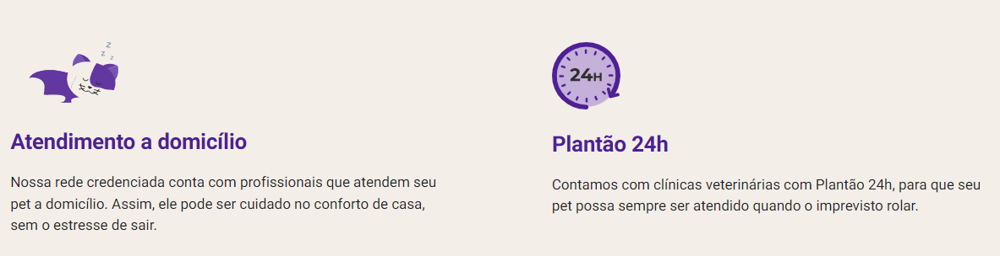 z
z
z
24H
Atendimento a domicílio
Nossa rede credenciada conta com profissionais que atendem seu
pet a domicílio. Assim, ele pode ser cuidado no conforto de casa,
sem o estresse de sair.
Plantão 24h
Contamos com clínicas veterinárias com Plantão 24h, para que seu
pet possa sempre ser atendido quando o imprevisto rolar.